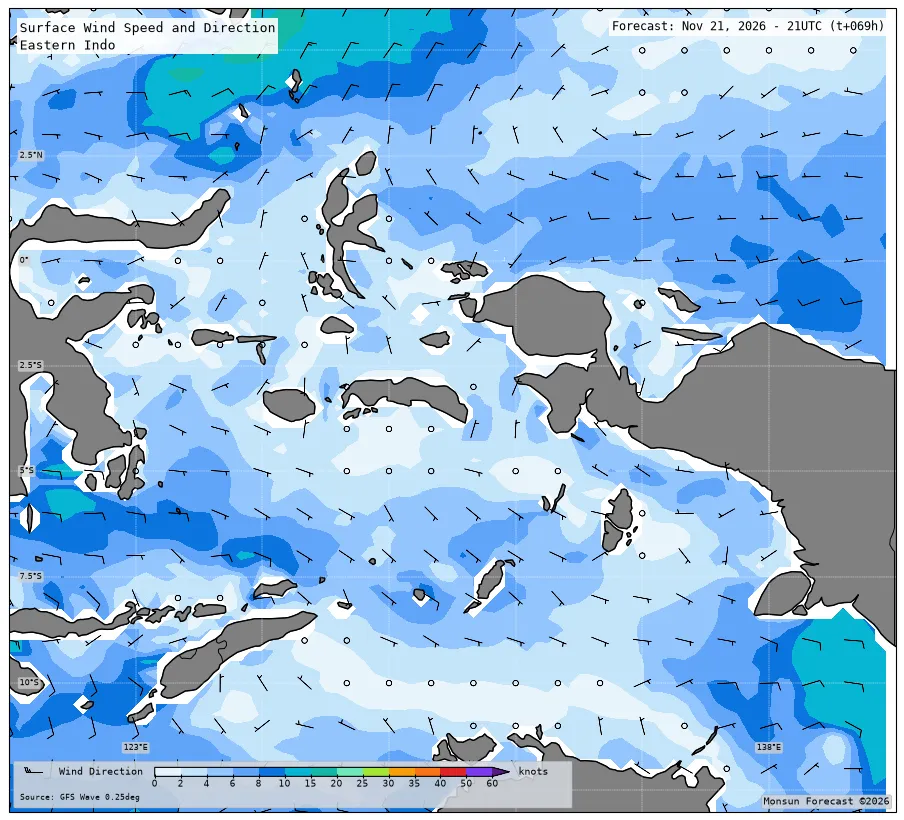 Surface Wind Speed and Direction
Eastern Indo
Forecast: Nov 21, 2026 - 21UTC (t+069h)
2.5°N
0°
2.5°S
5°S
7.5°S
10°S
123°E
138°E
Wind Direction
knots
0 2 4 6 8 10 15 20 25 30 35 40 50 60
Source: GFS Wave 0.25deg
Monsun Forecast ©2026